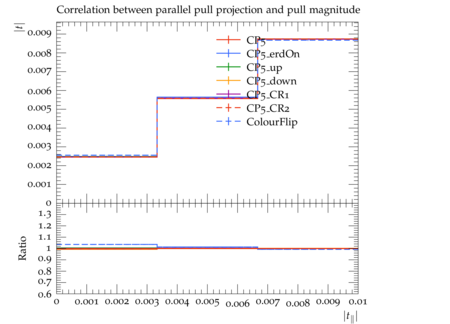 Correlation between parallel pull projection and pull magnitude
|t|
0.009
0.008
0.007
0.006
0.005
0.004
0.003
0.002
0.001
0
CP5
CP5_erdOn
CP5_up
CP5_down
CP5_CR1
CP5_CR2
ColourFlip
Ratio
1.3
1.2
1.1
1
0.9
0.8
0.7
0.6
0 0.001 0.002 0.003 0.004 0.005 0.006 0.007 0.008 0.009 0.01
|t∥|